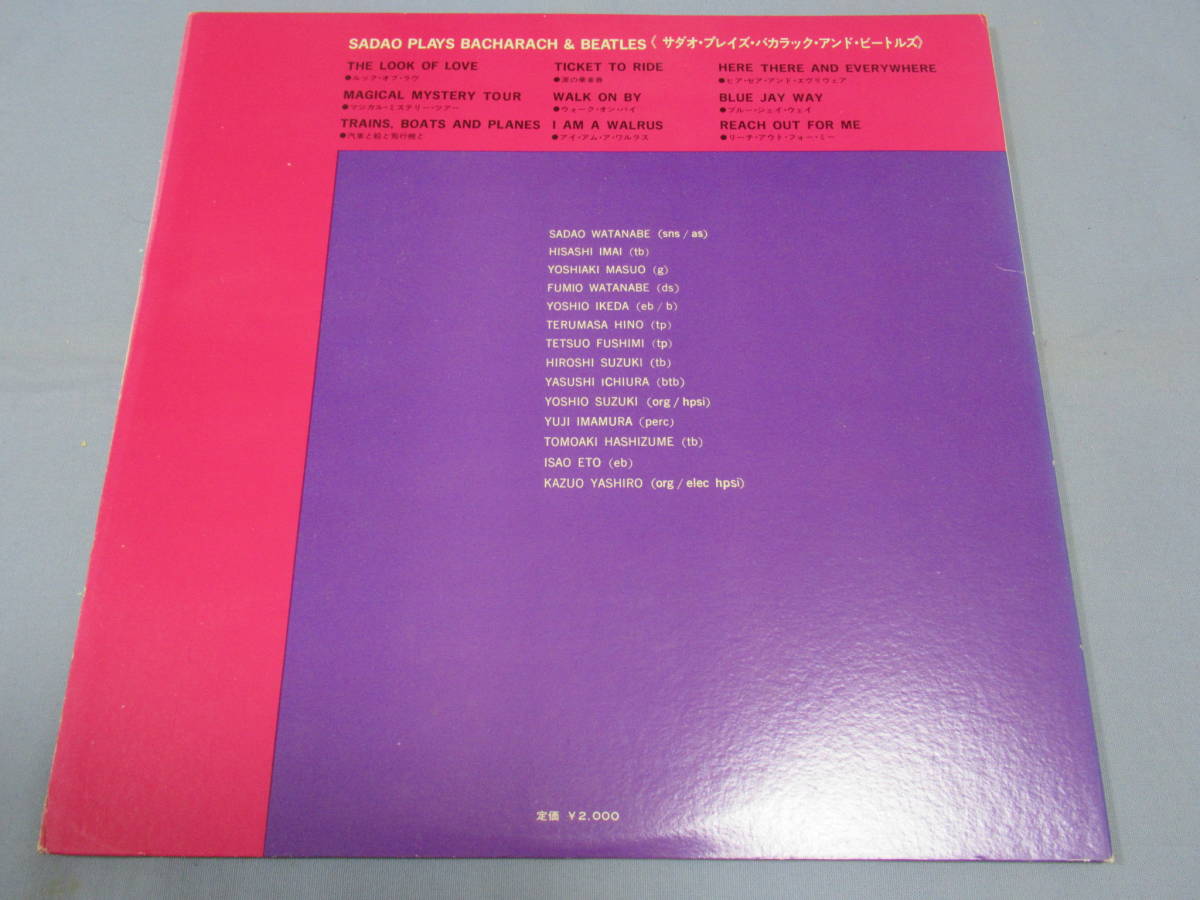 SADAO PLAYS BACHARACH & BEATLES《サダオ・プレイズ・バカラック・アンド・ビートルズ》
THE LOOK OF LOVE
●ルック・オブ・ラヴ
TICKET TO RIDE
●涙の乗車券
HERE THERE AND EVERYWHERE
●ヒア・ゼア・アンド・エヴリウェア
MAGICAL MYSTERY TOUR
●マジカル・ミステリー・ツアー
WALK ON BY
●ウォーク・オン・バイ
BLUE JAY WAY
●ブルー・ジェイ・ウェイ
TRAINS, BOATS AND PLANES
●汽車と船と飛行機と
I AM A WALRUS
●アイ・アム・ア・ワルラス
REACH OUT FOR ME
●リーチ・アウト・フォー・ミー
SADAO WATANABE (sns / as)
HISASHI IMAI (tb)
YOSHIAKI MASUO (g)
FUMIO WATANABE (ds)
YOSHIO IKEDA (eb / b)
TERUMASA HINO (tp)
TETSUO FUSHIMI (tp)
HIROSHI SUZUKI (tb)
YASUSHI ICHIURA (btb)
YOSHIO SUZUKI (org / hpsi)
YUJI IMAMURA (perc)
TOMOAKI HASHIZUME (tb)
ISAO ETO (eb)
KAZUO YASHIRO (org / elec hpsi)
定価 ¥2,000